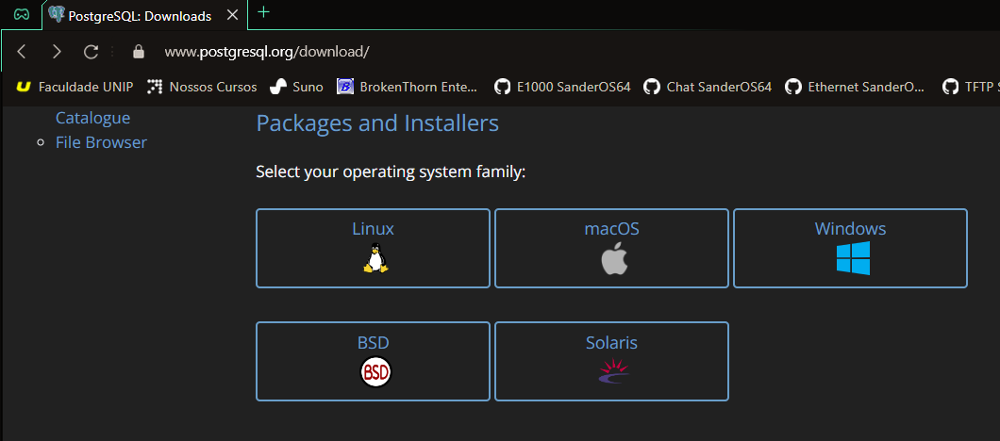 PostgreSQL: Downloads
www.postgresql.org/download/
Faculdade UNIP Nossos Cursos Suno BrokenThorn Ente... E1000 SanderOS64 Chat SanderOS64 Ethernet SanderO... TFTP S
Catalogue
File Browser
Packages and Installers
Select your operating system family:
Linux macOS Windows
BSD Solaris
BSD